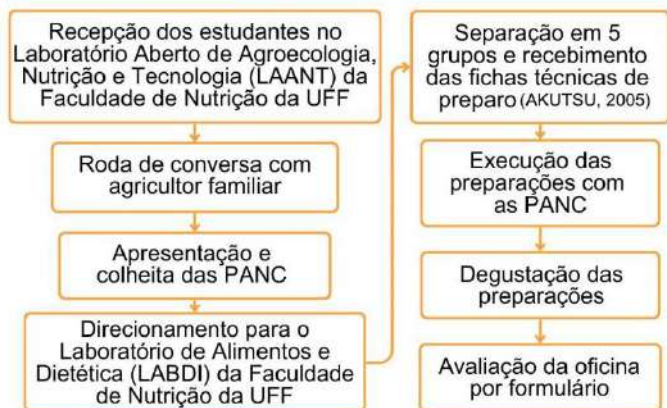 Recepção dos estudantes no
Laboratório Aberto de Agroecologia,
Nutrição e Tecnologia (LAANT) da
Faculdade de Nutrição da UFF
Roda de conversa com
agricultor familiar
Apresentação e
colheita das PANC
Direcionamento para o
Laboratório de Alimentos e
Dietética (LABDI) da Faculdade
de Nutrição da UFF
Separação em 5
grupos e recebimento
das fichas técnicas de
preparo (AKUTSU, 2005)
Execução das
preparações com
as PANC
Degustação das
preparações
Avaliação da oficina
por formulário